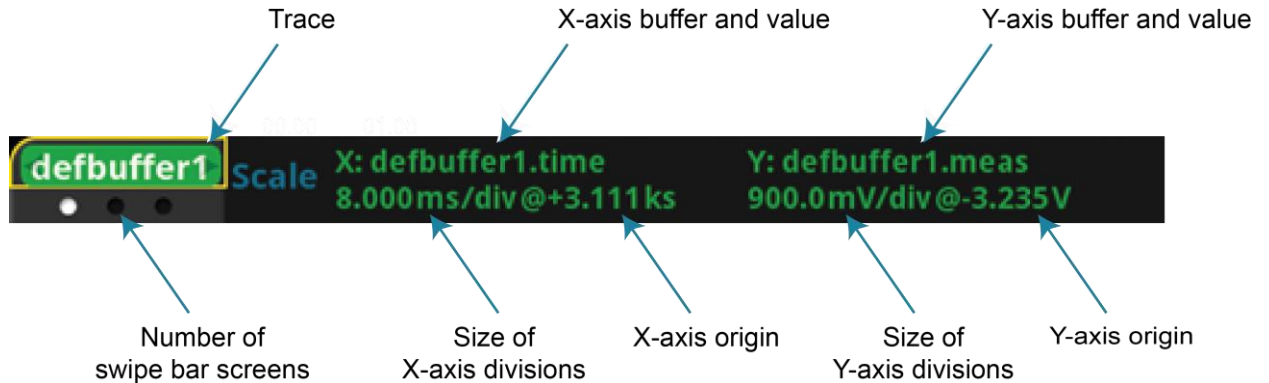 Trace
X-axis buffer and value
Y-axis buffer and value
defbuffer1
Scale
X: defbuffer1.time
8.000ms/div@+3.111ks
Y: defbuffer1.meas
900.0mV/div@-3.235V
Number of
swipe bar screens
Size of
X-axis divisions
X-axis origin
Size of
Y-axis divisions
Y-axis origin